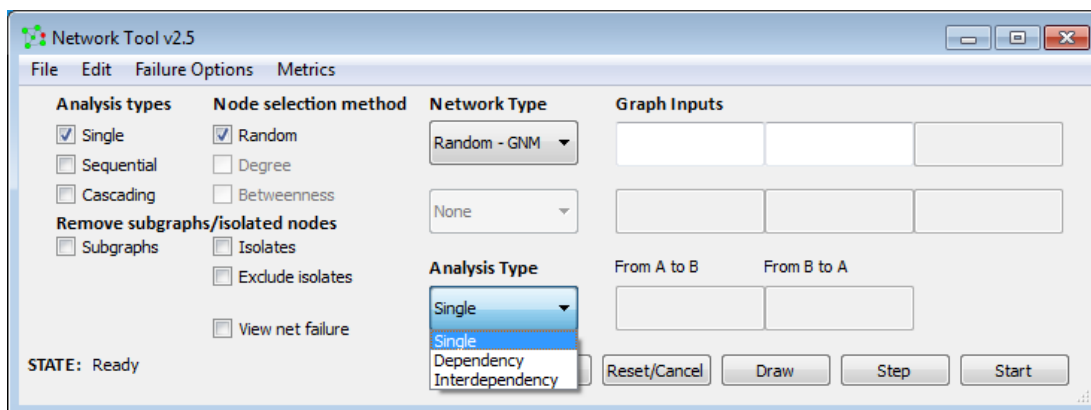 Network Tool v2.5
File Edit Failure Options Metrics
Analysis types Node selection method Network Type Graph Inputs
Single Random Random - GNM
Sequential Degree
Cascading Betweenness None
Remove subgraphs/isolated nodes
Subgraphs Isolates
Exclude isolates Analysis Type From A to B From B to A
View net failure Single
Single
Dependency
Interdependency
STATE: Ready Reset/Cancel Draw Step Start